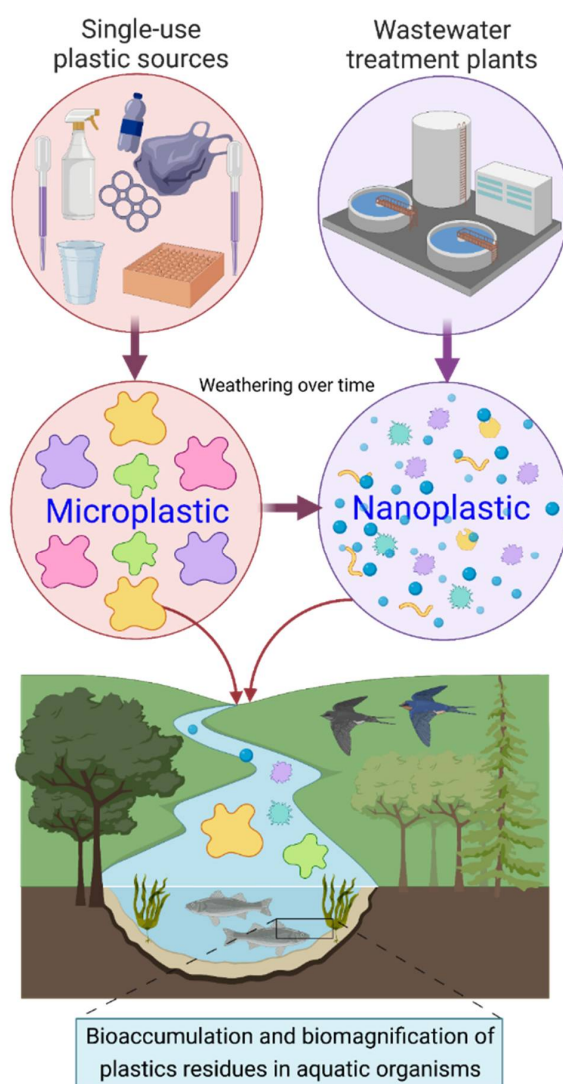 Single-use
plastic sources
Wastewater
treatment plants
Weathering over time
Microplastic
Nanoplastic
Bioaccumulation and biomagnification of
plastics residues in aquatic organisms